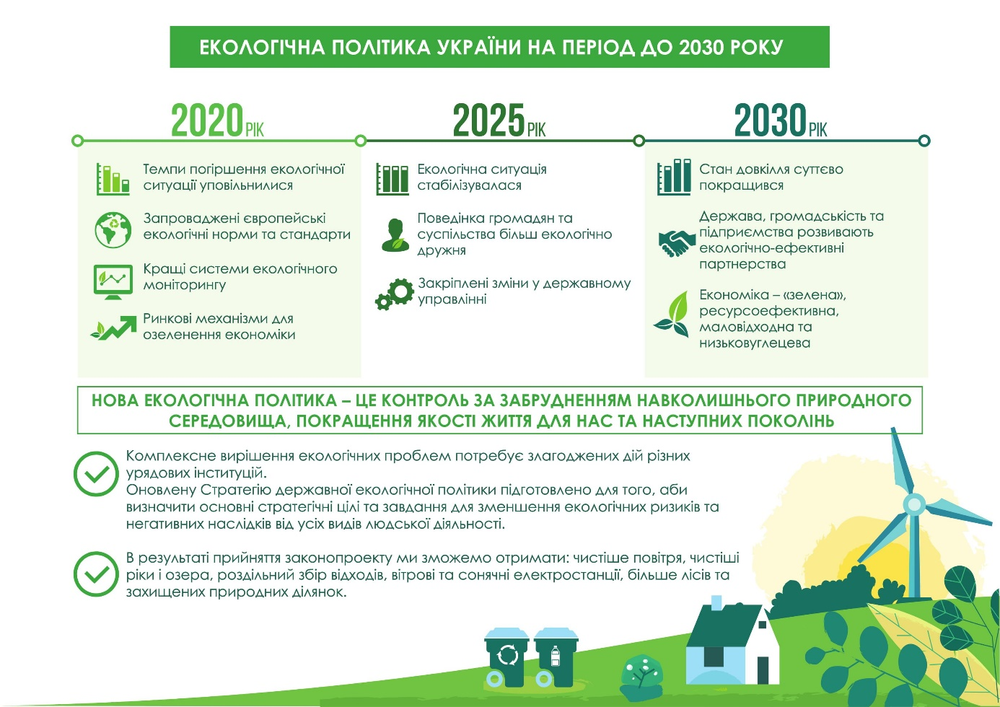 ЕКОЛОГІЧНА ПОЛІТИКА УКРАЇНИ НА ПЕРІОД ДО 2030 РОКУ
2020 РІК
Темпи погіршення екологічної
ситуації уповільнилися
Запроваджені європейські
екологічні норми та стандарти
Кращі системи екологічного
моніторингу
Ринкові механізми для
озеленення економіки
2025 РІК
Екологічна ситуація
стабілізувалася
Поведінка громадян та
суспільства більш екологічно
дружня
Закріплені зміни у державному
управлінні
2030 РІК
Стан довкілля суттєво
покращився
Держава, громадськість та
підприємства розвивають
екологічно-ефективні
партнерства
Економіка – «зелена»,
ресурсоефективна,
маловідходна та
низьковуглецева
НОВА ЕКОЛОГІЧНА ПОЛІТИКА – ЦЕ КОНТРОЛЬ ЗА ЗАБРУДНЕННЯМ НАВКОЛИШНЬОГО ПРИРОДНОГО
СЕРЕДОВИЩА, ПОКРАЩЕННЯ ЯКОСТІ ЖИТТЯ ДЛЯ НАС ТА НАСТУПНИХ ПОКОЛІНЬ
Комплексне вирішення екологічних проблем потребує злагоджених дій різних
урядових інституцій.
Оновлену Стратегію державної екологічної політики підготовлено для того, аби
визначити основні стратегічні цілі та завдання для зменшення екологічних ризиків та
негативних наслідків від усіх видів людської діяльності.
В результаті прийняття законопроекту ми зможемо отримати: чистіше повітря, чистіші
ріки і озера, роздільний збір відходів, вітрові та сонячні електростанції, більше лісів та
захищених природних ділянок.